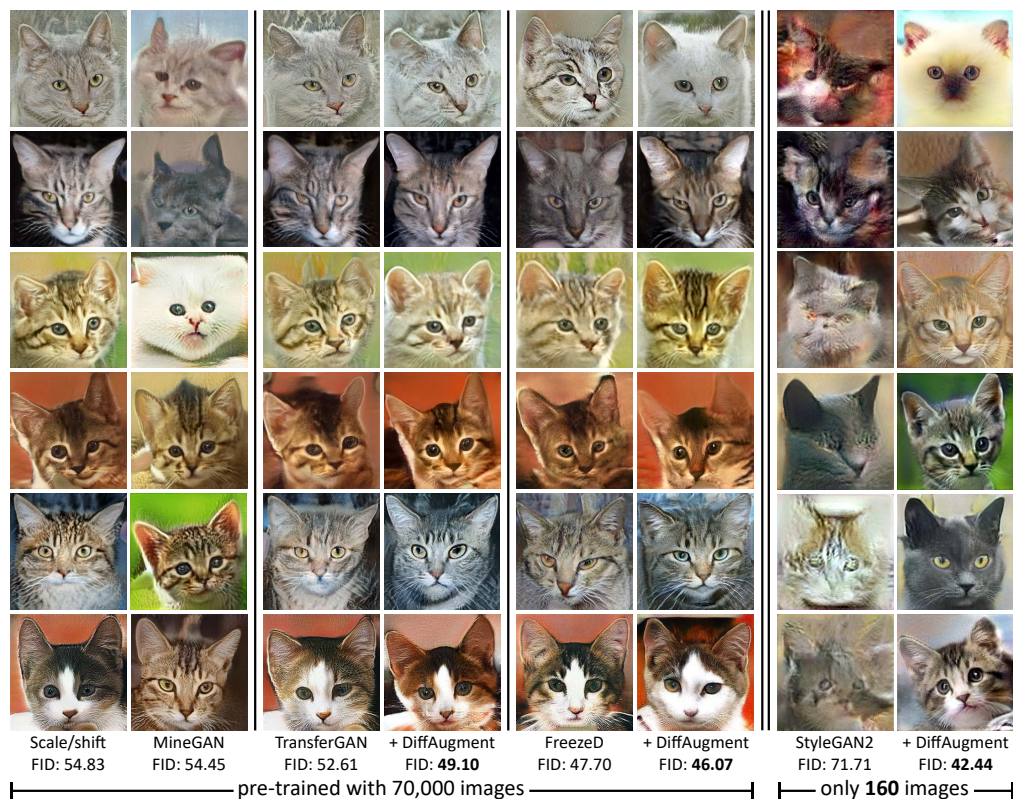 Scale/shift MineGAN TransferGAN + DiffAugment FreezeD + DiffAugment StyleGAN2 + DiffAugment
FID: 54.83 FID: 54.45 FID: 52.61 FID: 49.10 FID: 47.70 FID: 46.07 FID: 71.71 FID: 42.44
pre-trained with 70,000 images only 160 images